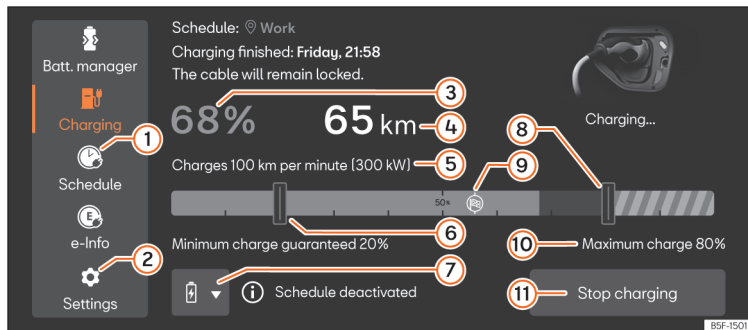 Schedule: Work
Charging finished: Friday, 21:58
The cable will remain locked.
Batt. manager
Charging
Schedule
e-Info
Settings
1
2
3
68% 65 km
4
Charging...
8
Charges 100 km per minute (300 kW)
5
9
50%
6
Minimum charge guaranteed 20%
10
Maximum charge 80%
7
Schedule deactivated
11
Stop charging
E
B5F-1501